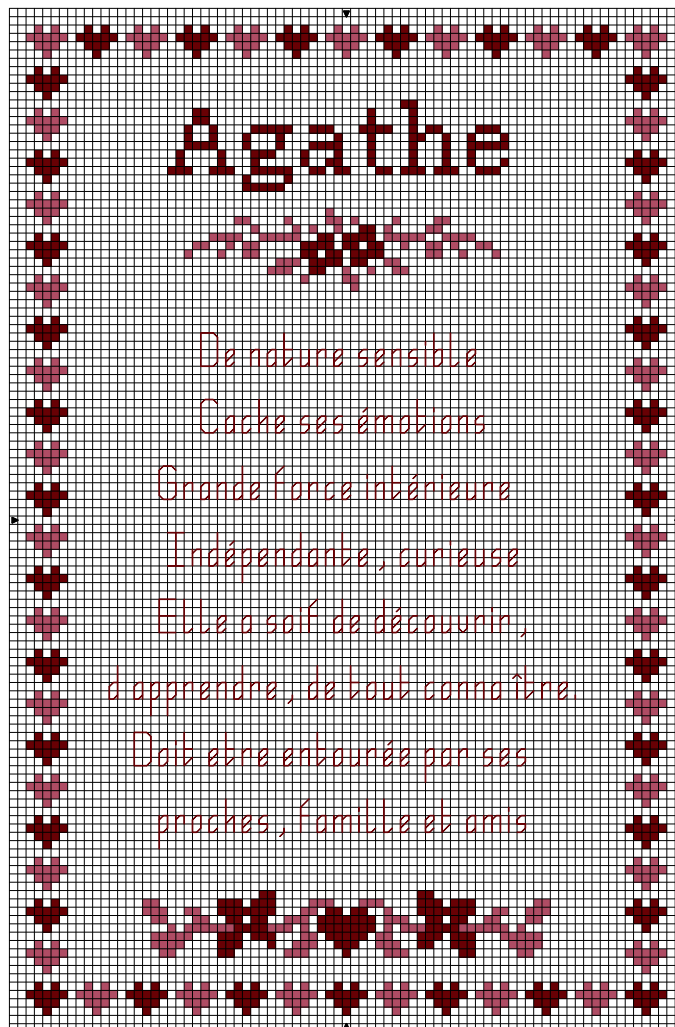 Agathe
De nature sensible
Cache ses émotions
Grande force intérieure
Indépendante, curieuse
Elle a soif de découvrir,
d'apprendre, de tout connaître.
Doit etre entourée par ses
proches, famille et amis